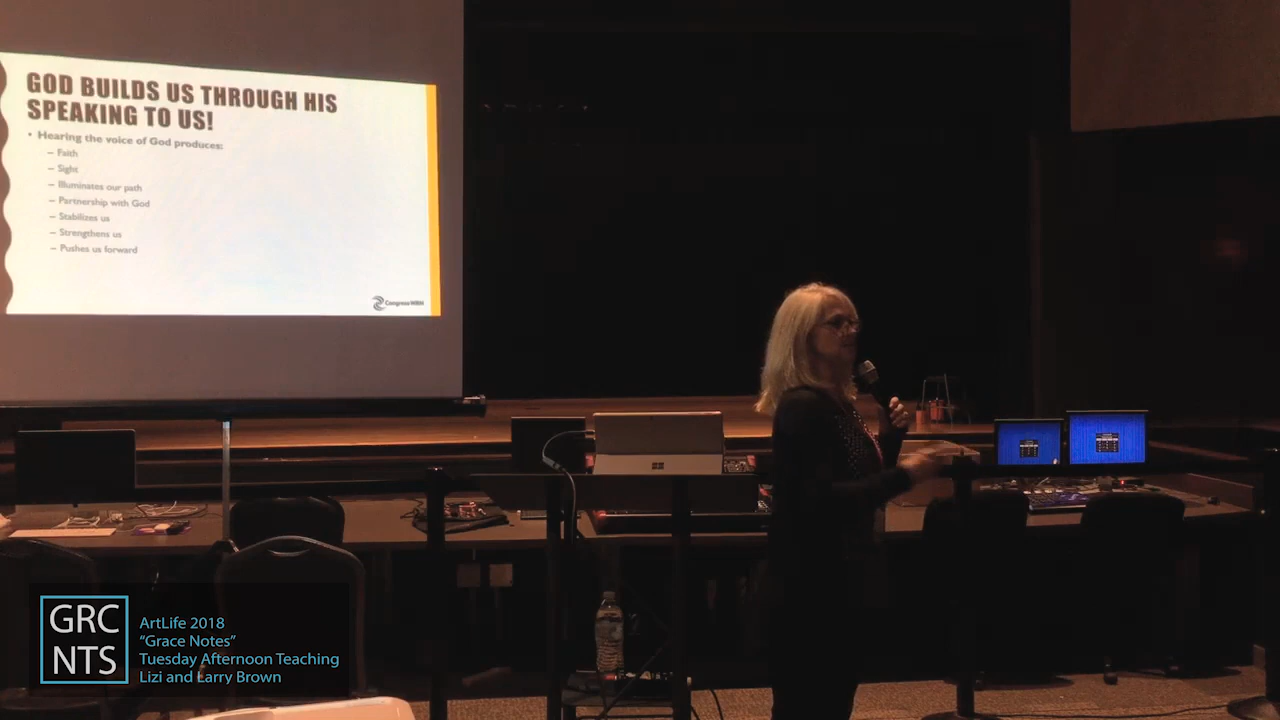 GOD BUILDS US THROUGH HIS
SPEAKING TO US!
• Hearing the voice of God produces:
– Faith
– Sight
– Illuminates our path
– Partnership with God
– Stabilizes us
– Strengthens us
– Pushes us forward
CongressWBN
GRC
NTS
ArtLife 2018
“Grace Notes”
Tuesday Afternoon Teaching
Lizi and Larry Brown